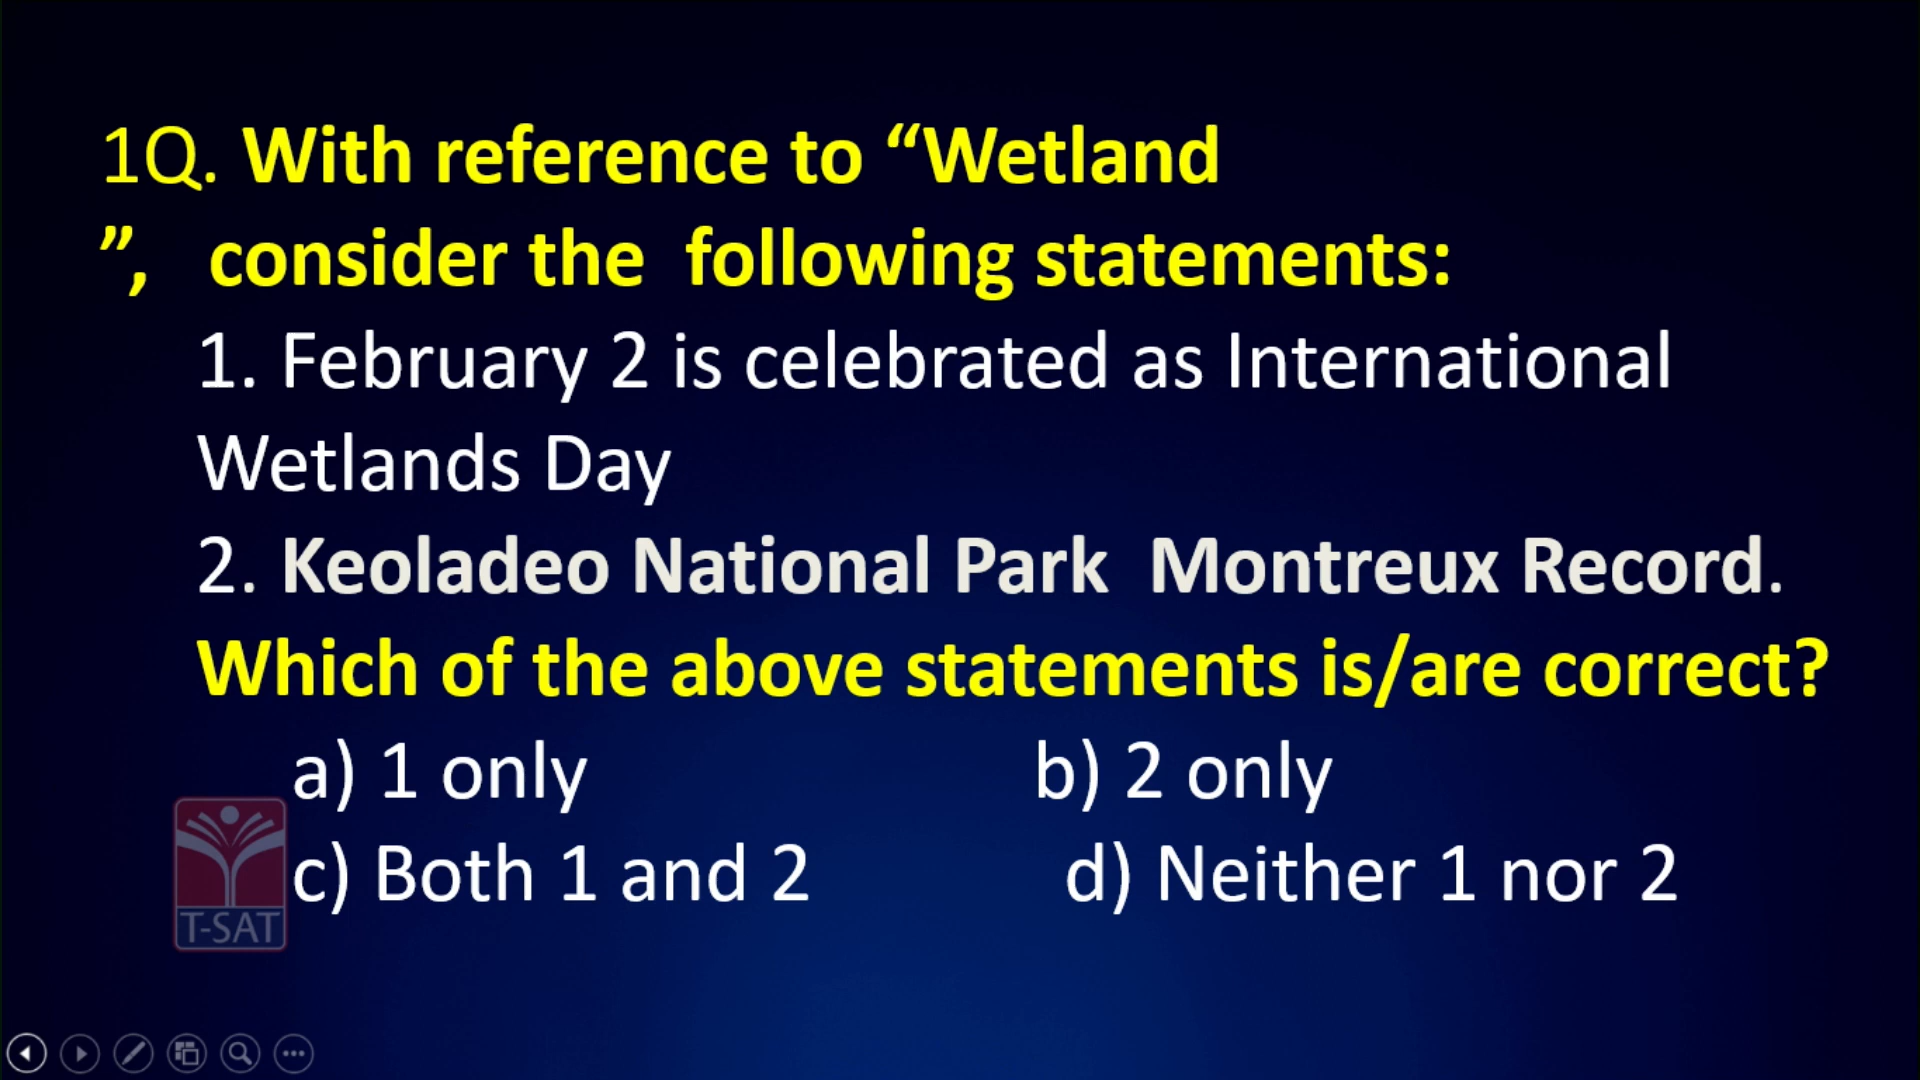 1Q. With reference to “Wetland
”, consider the following statements:
1. February 2 is celebrated as International
Wetlands Day
2. Keoladeo National Park Montreux Record.
Which of the above statements is/are correct?
a) 1 only b) 2 only
c) Both 1 and 2 d) Neither 1 nor 2
T-SAT